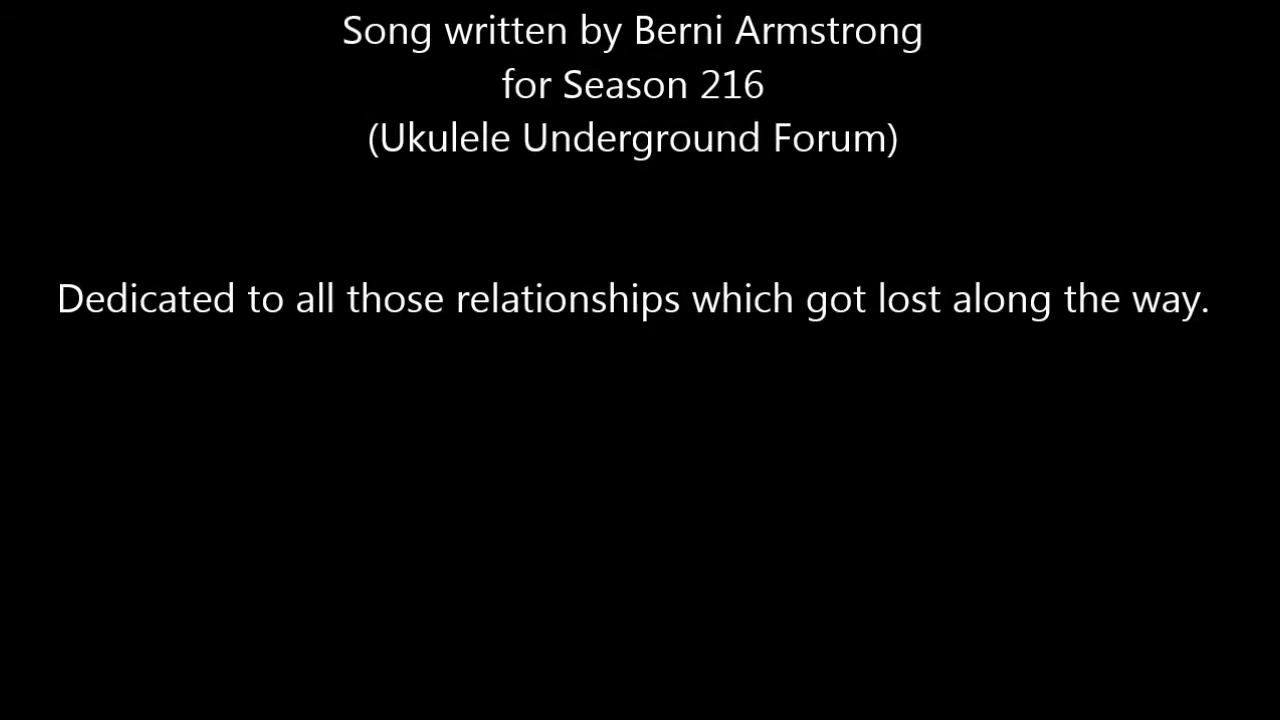 Song written by Berni Armstrong
for Season 216
(Ukulele Underground Forum)
Dedicated to all those relationships which got lost along the way.